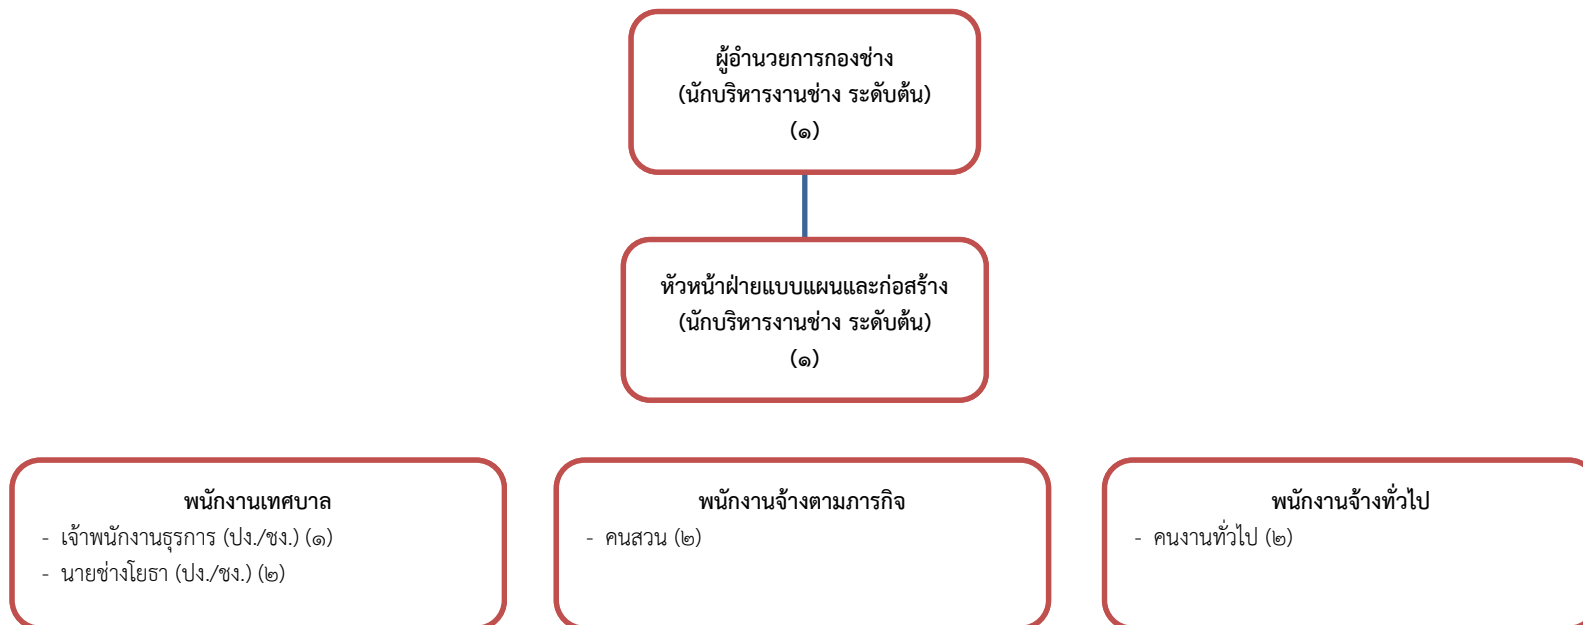 ผู้อำนวยการกองช่าง
(นักบริหารงานช่าง ระดับต้น)
(๑)
หัวหน้าฝ่ายแบบแผนและก่อสร้าง
(นักบริหารงานช่าง ระดับต้น)
(๑)
พนักงานเทศบาล
- เจ้าพนักงานธุรการ (ปง./ชง.) (๑)
- นายช่างโยธา (ปง./ชง.) (๒)
พนักงานจ้างตามภารกิจ
- คนสวน (๒)
พนักงานจ้างทั่วไป
- คนงานทั่วไป (๒)